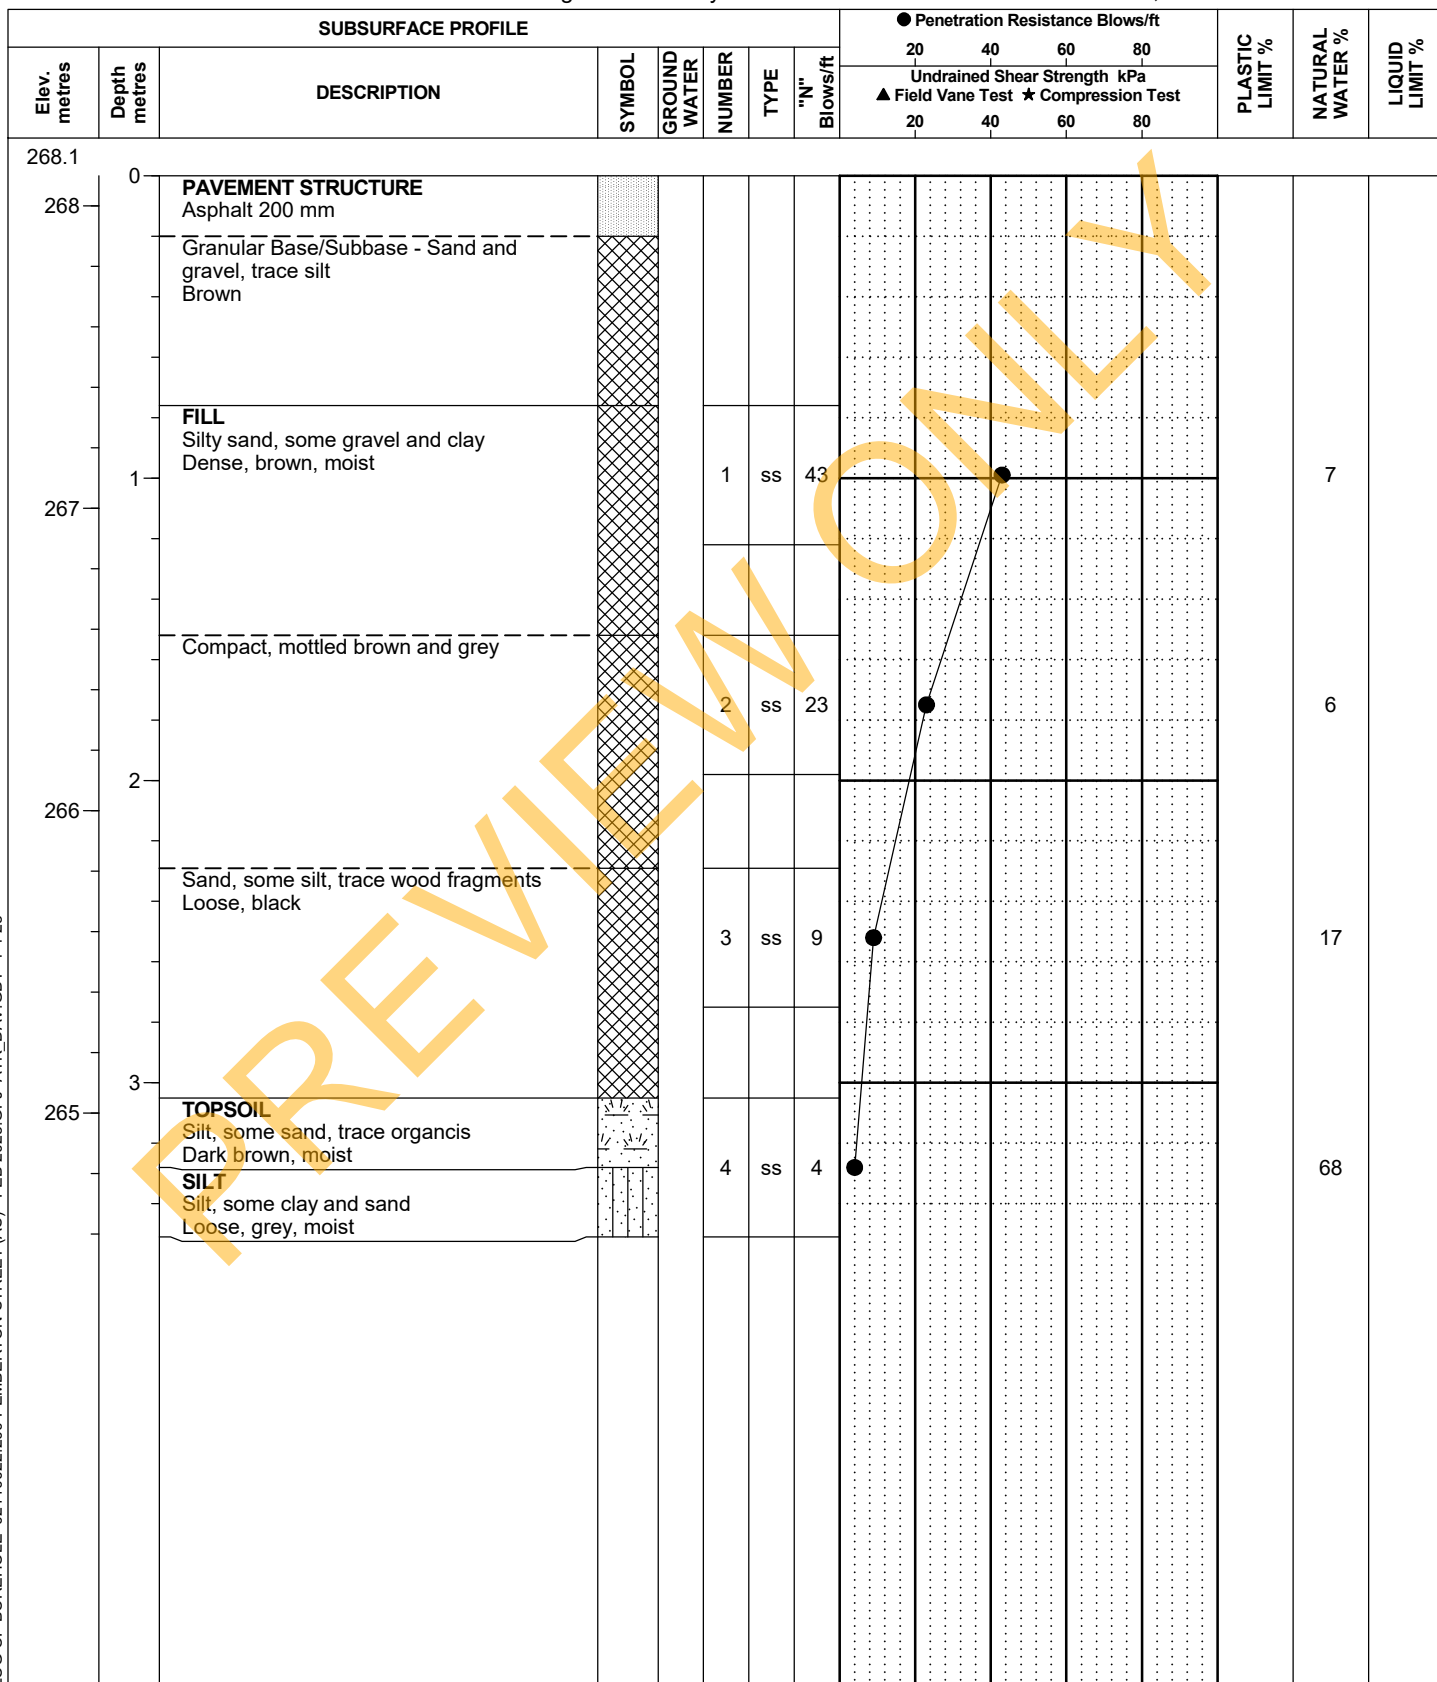 SUBSURFACE PROFILE
● Penetration Resistance Blows/ft
20 40 60 80
Undrained Shear Strength kPa
▲ Field Vane Test ★ Compression Test
20 40 60 80
Elev. metres
Depth metres
DESCRIPTION
SYMBOL
GROUND WATER
NUMBER
TYPE
"N" Blows/ft
PLASTIC LIMIT %
NATURAL WATER %
LIQUID LIMIT %
268.1
0
268
PAVEMENT STRUCTURE
Asphalt 200 mm
Granular Base/Subbase - Sand and
gravel, trace silt
Brown
FILL
Silty sand, some gravel and clay
Dense, brown, moist
1
1 ss 43 7
267
Compact, mottled brown and grey
2 ss 23 6
2
266
Sand, some silt, trace wood fragments
Loose, black
3 ss 9 17
3
265
TOPSOIL
Silt, some sand, trace organcis
Dark brown, moist
4 ss 4 68
SILT
Silt, some clay and sand
Loose, grey, moist
PREVIEW ONLY